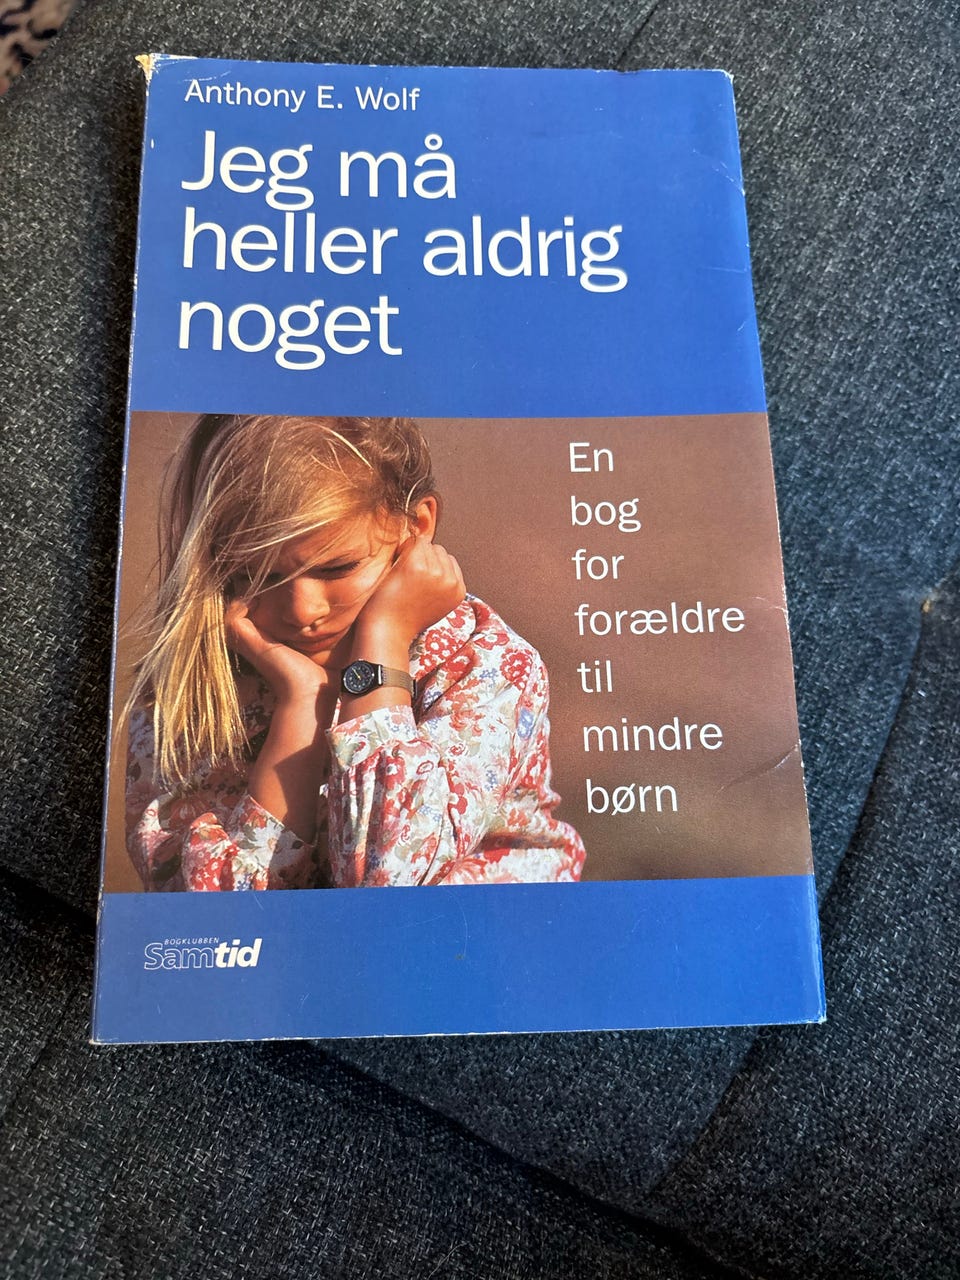 Anthony E. Wolf
Jeg må
heller aldrig
noget
En
bog
for
forældre
til
mindre
børn
BOGKLUBBEN
Samtid